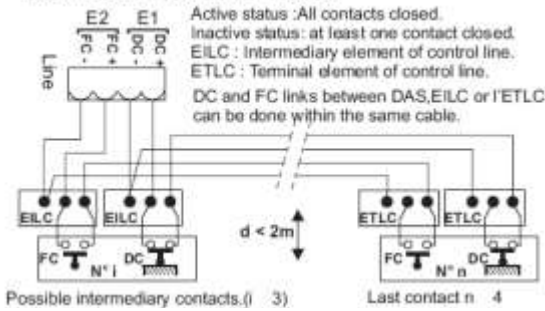 E2 E1
FC - FC + DC - DC +
Line
Active status :All contacts closed.
Inactive status: at least one contact closed.
EILC : Intermediary element of control line.
ETLC : Terminal element of control line.
DC and FC links between DAS,EILC or l'ETLC
can be done within the same cable.
EILC EILC ETLC ETLC
d < 2m
FC DC FC DC
N° i N° n
Possible intermediary contacts.(i 3) Last contact n 4